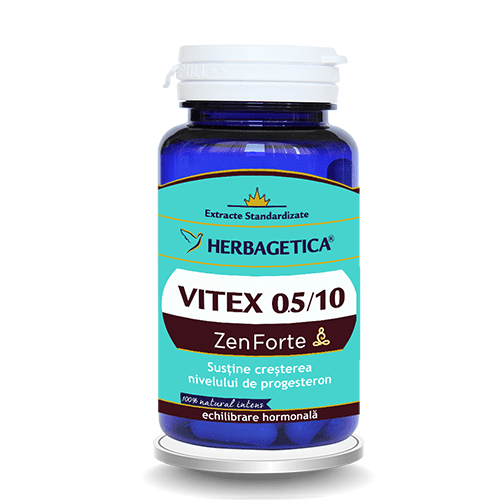 Extracte Standardizate
HERBAGETICA®
VITEX 0.5/10
ZenForte
Susține creșterea
nivelului de progesteron
100% natural intens
echilibrare hormonală